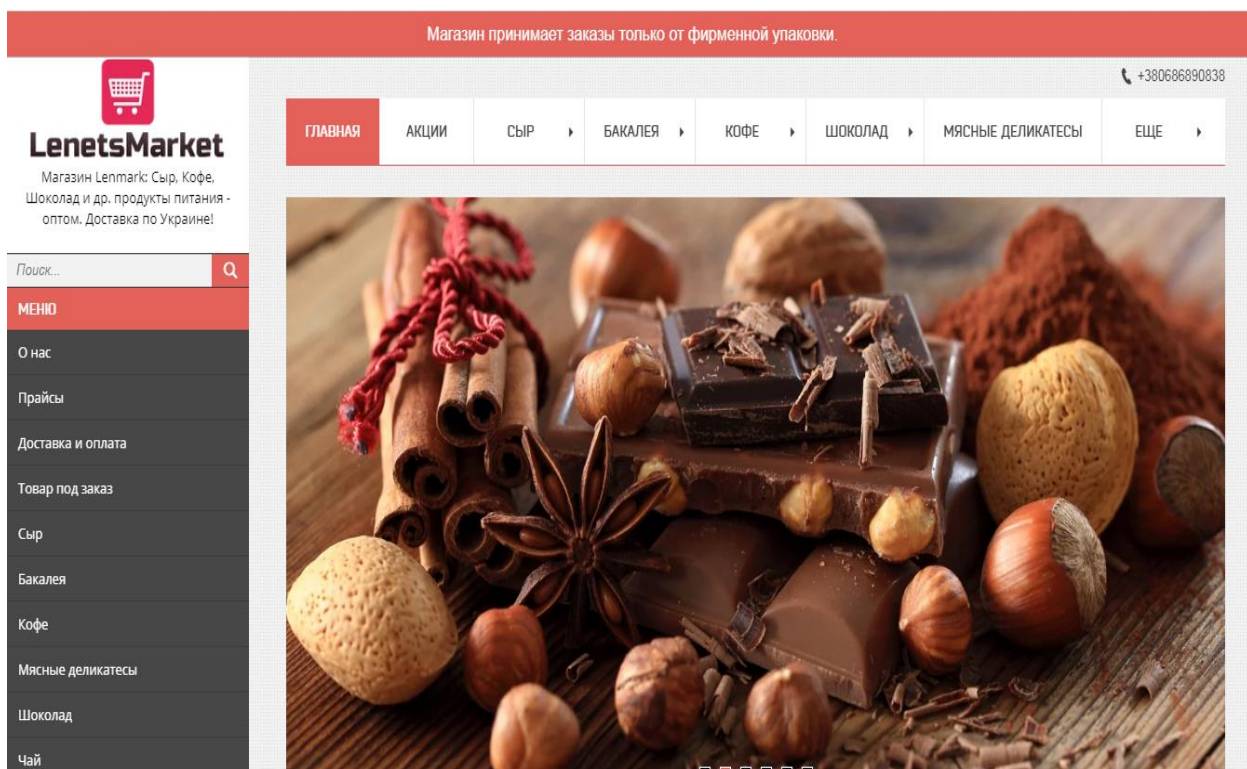 Магазин принимает заказы только от фирменной упаковки.
+380686890838
LenetsMarket
Магазин Lenmark: Сыр, Кофе,
Шоколад и др. продукты питания -
оптом. Доставка по Украине!
ГЛАВНАЯ АКЦИИ СЫР БАКАЛЕЯ КОФЕ ШОКОЛАД МЯСНЫЕ ДЕЛИКАТЕСЫ ЕЩЕ
Поиск...
МЕНЮ
О нас
Прайсы
Доставка и оплата
Товар под заказ
Сыр
Бакалея
Кофе
Мясные деликатесы
Шоколад
Чай